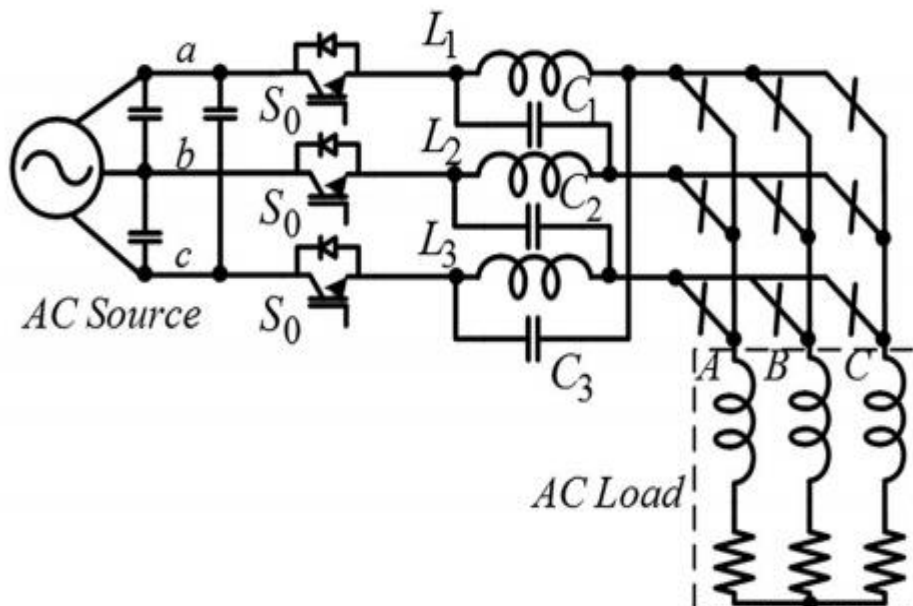 a
L₁
S₀
C₁
b
L₂
S₀
C₂
c
L₃
AC Source
S₀
C₃
A B C
AC Load